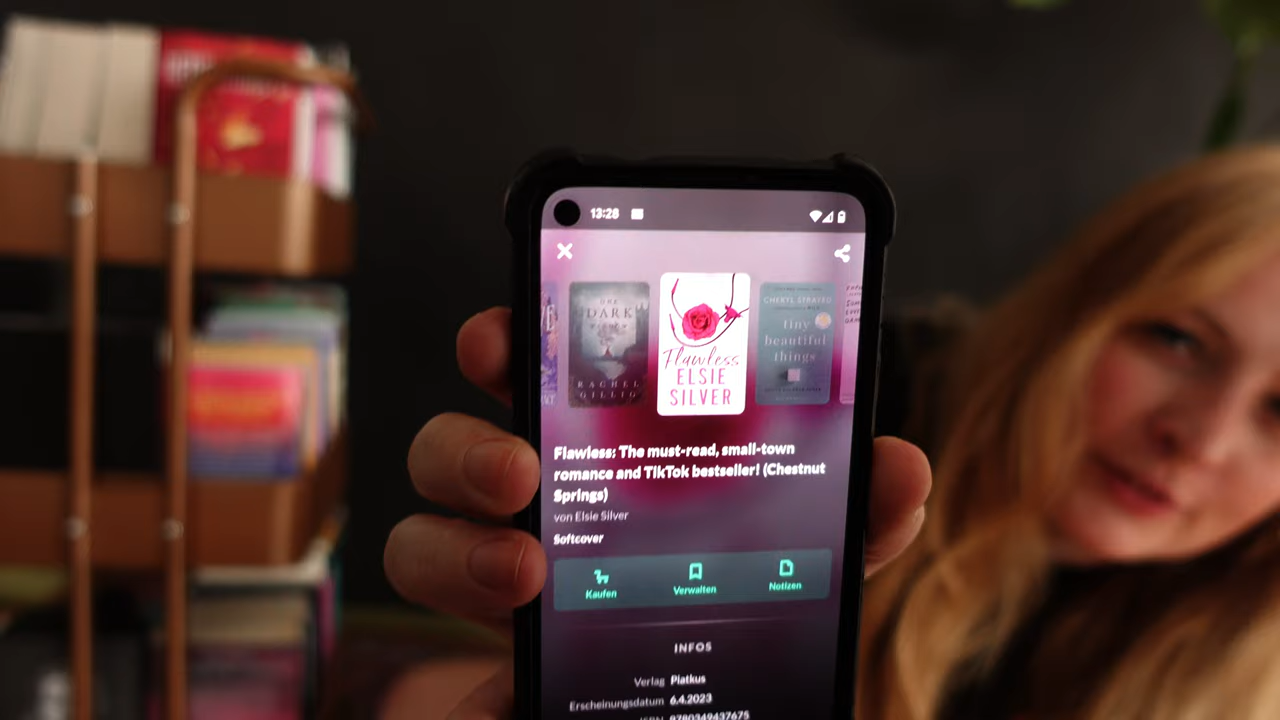 13:28
THE
DARK
RACHEL
GILLIG
Flawless
ELSIE
SILVER
CHERYL STRAYED
tiny
beautiful
things
Flawless: The must-read, small-town
romance and TikTok bestseller! (Chestnut
Springs)
von Elsie Silver
Softcover
Kaufen
Verwalten
Notizen
INFOS
Verlag Piatkus
Erscheinungsdatum 6.4.2023
ISBN 9780349437675